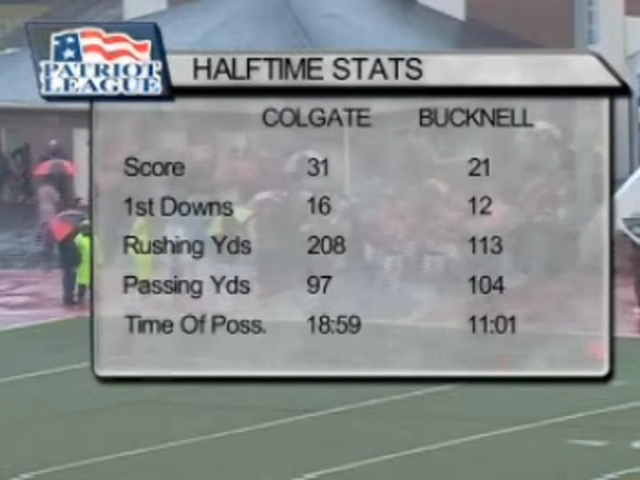 PATRIOT
LEAGUE
HALFTIME STATS
COLGATE BUCKNELL
Score 31 21
1st Downs 16 12
Rushing Yds 208 113
Passing Yds 97 104
Time Of Poss. 18:59 11:01